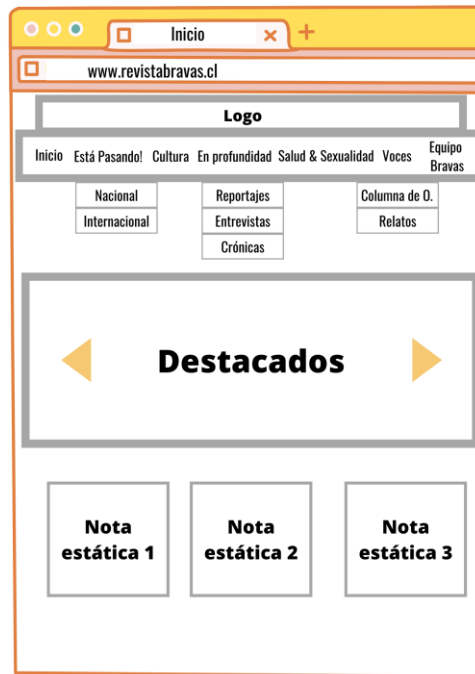 Inicio
www.revistabravas.cl
Logo
Inicio Está Pasando! Cultura En profundidad Salud & Sexualidad Voces Equipo Bravas
Nacional Reportajes Columna de O.
Internacional Entrevistas Relatos
Crónicas
Destacados
Nota Nota Nota
estática 1 estática 2 estática 3